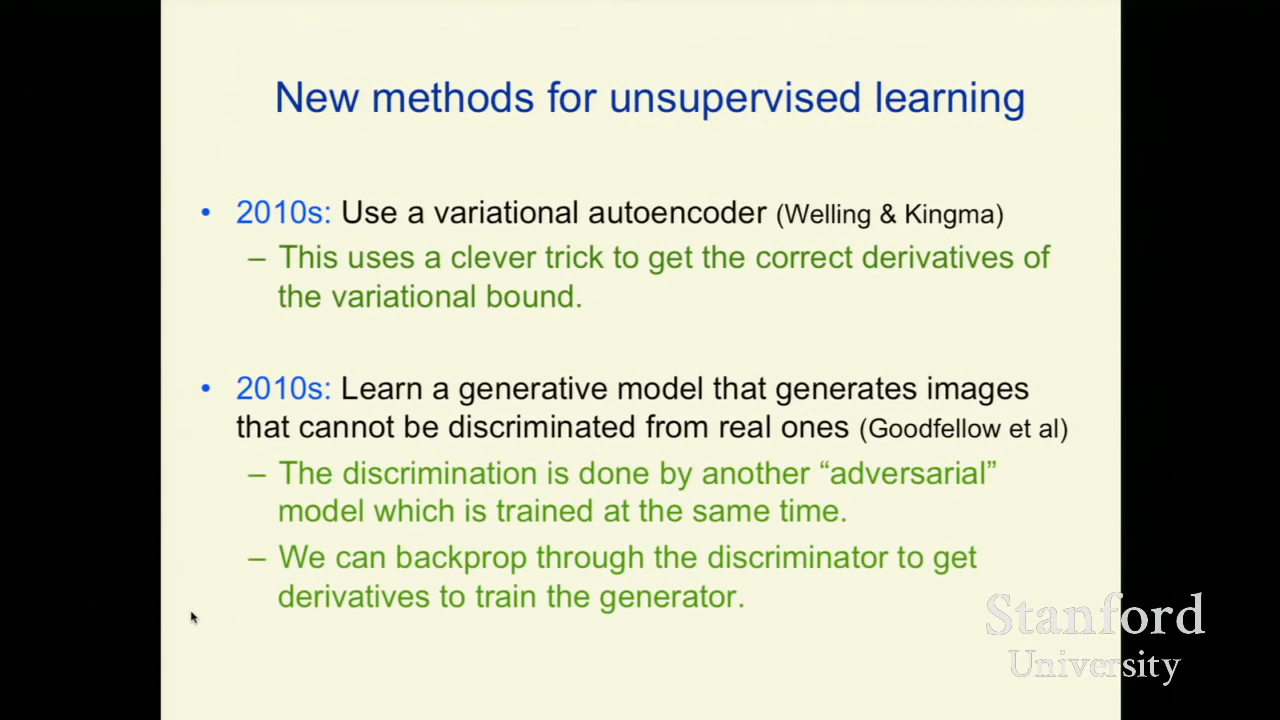 New methods for unsupervised learning
• 2010s: Use a variational autoencoder (Welling & Kingma)
– This uses a clever trick to get the correct derivatives of
the variational bound.
• 2010s: Learn a generative model that generates images
that cannot be discriminated from real ones (Goodfellow et al)
– The discrimination is done by another “adversarial”
model which is trained at the same time.
– We can backprop through the discriminator to get
derivatives to train the generator.
Stanford
University